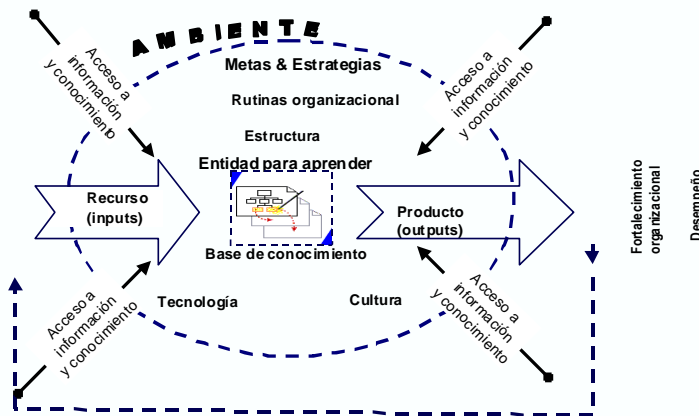 AMBIENTE
Acceso a
información
y conocimiento
Acceso a
información
y conocimiento
Metas & Estrategias
Rutinas organizacional
Estructura
Entidad para aprender
Recurso
(inputs)
Producto
(outputs)
Base de conocimiento
Tecnología
Cultura
Acceso a
información
y conocimiento
Acceso a
información
y conocimiento
Fortalecimiento
organizacional
Desempeño